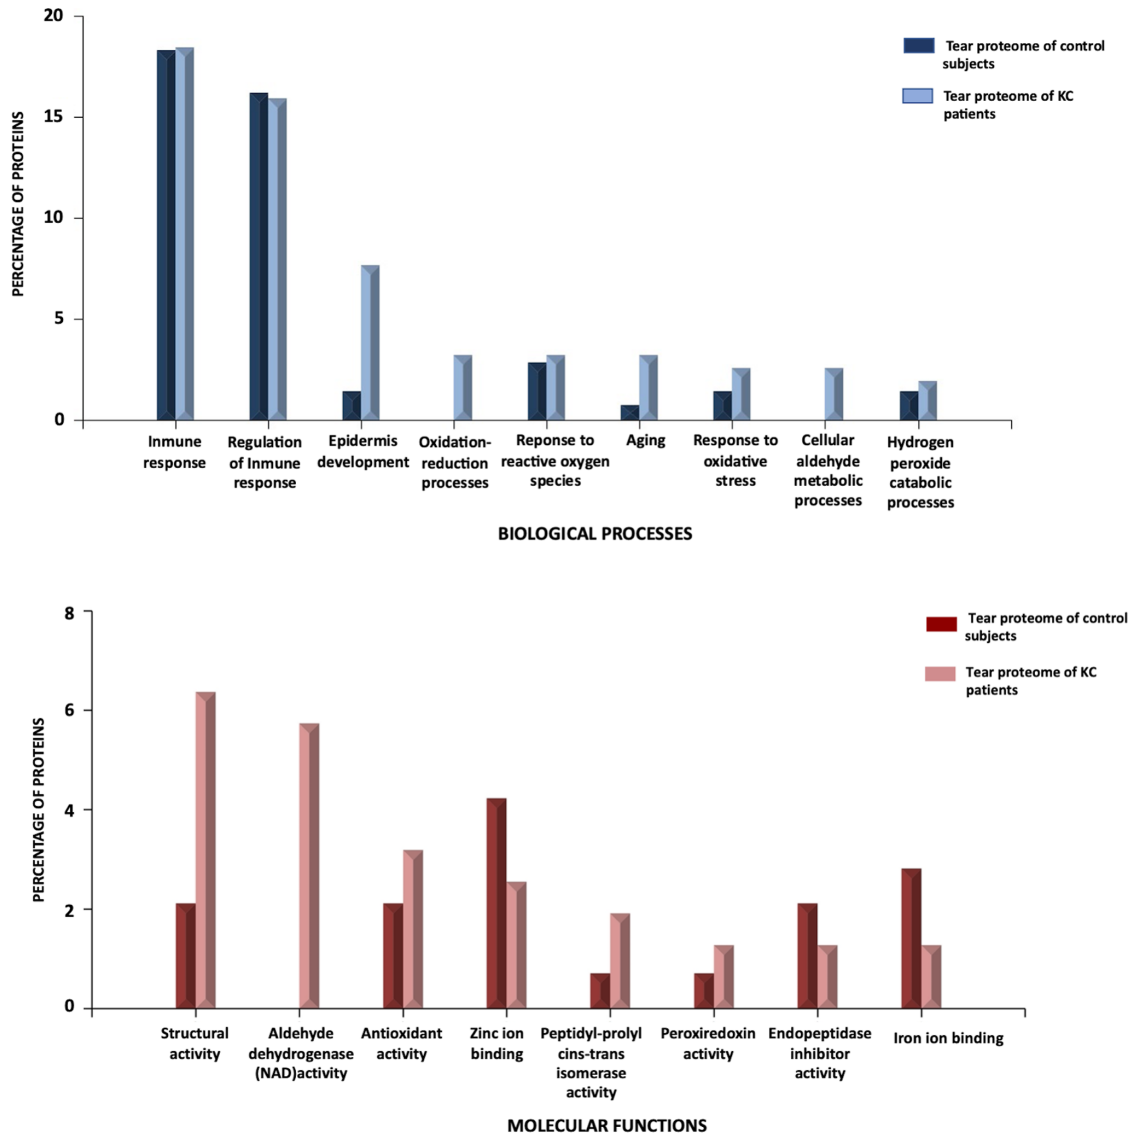 20
15
10
5
0
PERCENTAGE OF PROTEINS
Tear proteome of control
subjects
Tear proteome of KC
patients
Inmune
response
Regulation
of Inmune
response
Epidermis
development
Oxidation-
reduction
processes
Reponse to
reactive oxygen
species
Aging
Response to
oxidative
stress
Cellular
aldehyde
metabolic
processes
Hydrogen
peroxide
catabolic
processes
BIOLOGICAL PROCESSES
8
6
4
2
0
PERCENTAGE OF PROTEINS
Tear proteome of control
subjects
Tear proteome of KC
patients
Structural
activity
Aldehyde
dehydrogenase
(NAD)activity
Antioxidant
activity
Zinc ion
binding
Peptidyl-prolyl
cins-trans
isomerase
activity
Peroxiredoxin
activity
Endopeptidase
inhibitor
activity
Iron ion binding
MOLECULAR FUNCTIONS